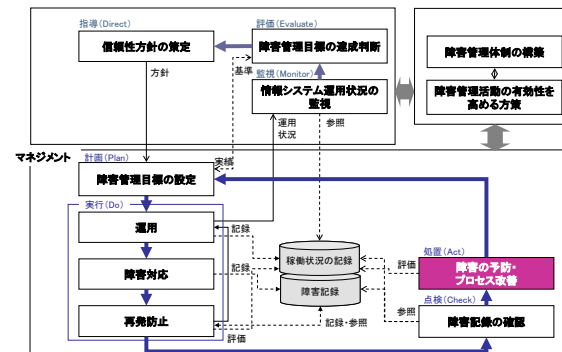 指導(Direct)
信頼性方針の策定
方針
評価(Evaluate)
障害管理目標の達成判断
基準
監視(Monitor)
情報システム運用状況の
監視
運用
状況
参照
障害管理体制の構築
障害管理活動の有効性を
高める方策
マネジメント
計画(Plan)
実績
障害管理目標の設定
実行(Do)
運用
記録
障害対応
記録
再発防止
評価
記録・参照
稼働状況の記録
障害記録
処置(Act)
障害の予防・
プロセス改善
評価
点検(Check)
参照
障害記録の確認